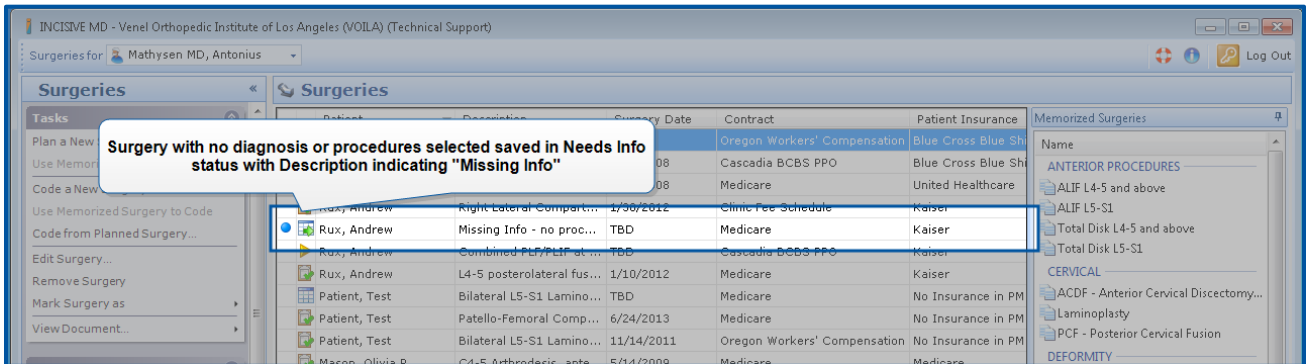 INCISIVE MD - Venel Orthopedic Institute of Los Angeles (VOILA) (Technical Support)
Surgeries for Mathysen MD, Antonius
Log Out
Surgeries
Surgeries
Tasks
Plan a New
Use Memori
Code a New
Use Memorized Surgery to Code
Code from Planned Surgery...
Edit Surgery...
Remove Surgery
Mark Surgery as
View Document...
Surgery with no diagnosis or procedures selected saved in Needs Info
status with Description indicating "Missing Info"
Patient Description Surgery Date Contract Patient Insurance
Oregon Workers' Compensation Blue Cross Blue Shi
08 Cascadia BCBS PPO Blue Cross Blue Shi
08 Medicare United Healthcare
Rux, Andrew Right Lateral Compart... 1/30/2012 Clinic Fee Schedule Kaiser
Rux, Andrew Missing Info - no proc... TBD Medicare Kaiser
Rux, Andrew Combined PLF/PLIF at ... TBD Cascadia BCBS PPO Kaiser
Rux, Andrew L4-5 posterolateral fus... 1/10/2012 Medicare Kaiser
Patient, Test Bilateral L5-S1 Lamino... TBD Medicare No Insurance in PM
Patient, Test Patello-Femoral Comp... 6/24/2013 Medicare No Insurance in PM
Patient, Test Bilateral L5-S1 Lamino... 11/14/2011 Oregon Workers' Compensation No Insurance in PM
Mason, Olivia R C4-5 Arthrodesis, ante... 5/14/2009 Medicare Medicare
Memorized Surgeries
Name
ANTERIOR PROCEDURES
ALIF L4-5 and above
ALIF L5-S1
Total Disk L4-5 and above
Total Disk L5-S1
CERVICAL
ACDF - Anterior Cervical Discectomy...
Laminoplasty
PCF - Posterior Cervical Fusion
DEFORMITY